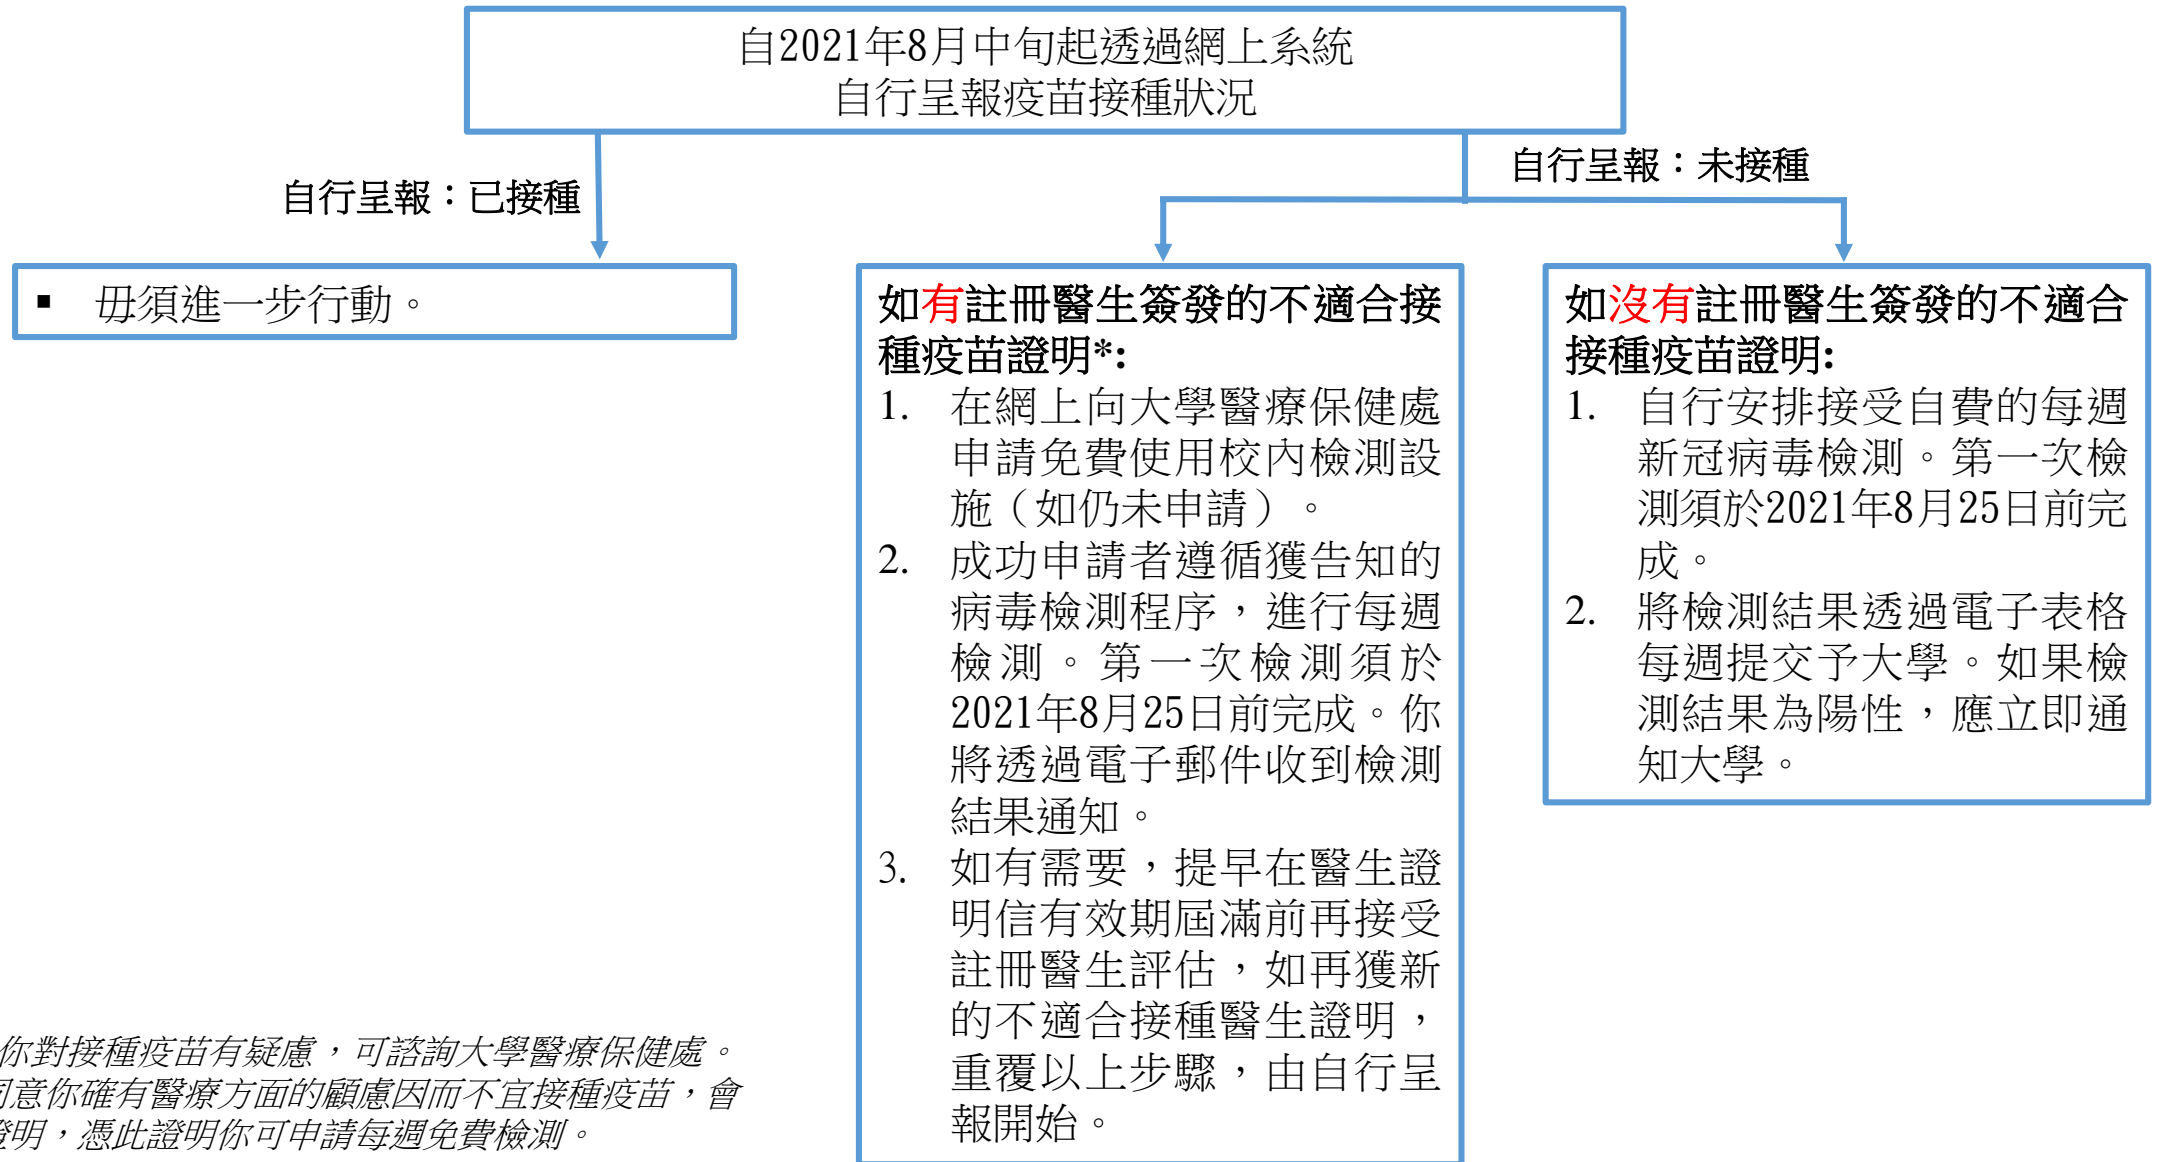 自2021年8月中旬起透過網上系統
自行呈報疫苗接種狀況
自行呈報：已接種
自行呈報：未接種
▪ 毋須進一步行動。
如有註冊醫生簽發的不適合接
種疫苗證明*:
1. 在網上向大學醫療保健處
申請免費使用校內檢測設
施（如仍未申請）。
2. 成功申請者遵循獲告知的
病毒檢測程序，進行每週
檢測。第一次檢測須於
2021年8月25日前完成。你
將透過電子郵件收到檢測
結果通知。
3. 如有需要，提早在醫生證
明信有效期屆滿前再接受
註冊醫生評估，如再獲新
的不適合接種醫生證明，
重覆以上步驟，由自行呈
報開始。
如沒有註冊醫生簽發的不適合
接種疫苗證明:
1. 自行安排接受自費的每週
新冠病毒檢測。第一次檢
測須於2021年8月25日前完
成。
2. 將檢測結果透過電子表格
每週提交予大學。如果檢
測結果為陽性，應立即通
知大學。
你對接種疫苗有疑慮，可諮詢大學醫療保健處。
同意你確有醫療方面的顧慮因而不宜接種疫苗，會
證明，憑此證明你可申請每週免費檢測。